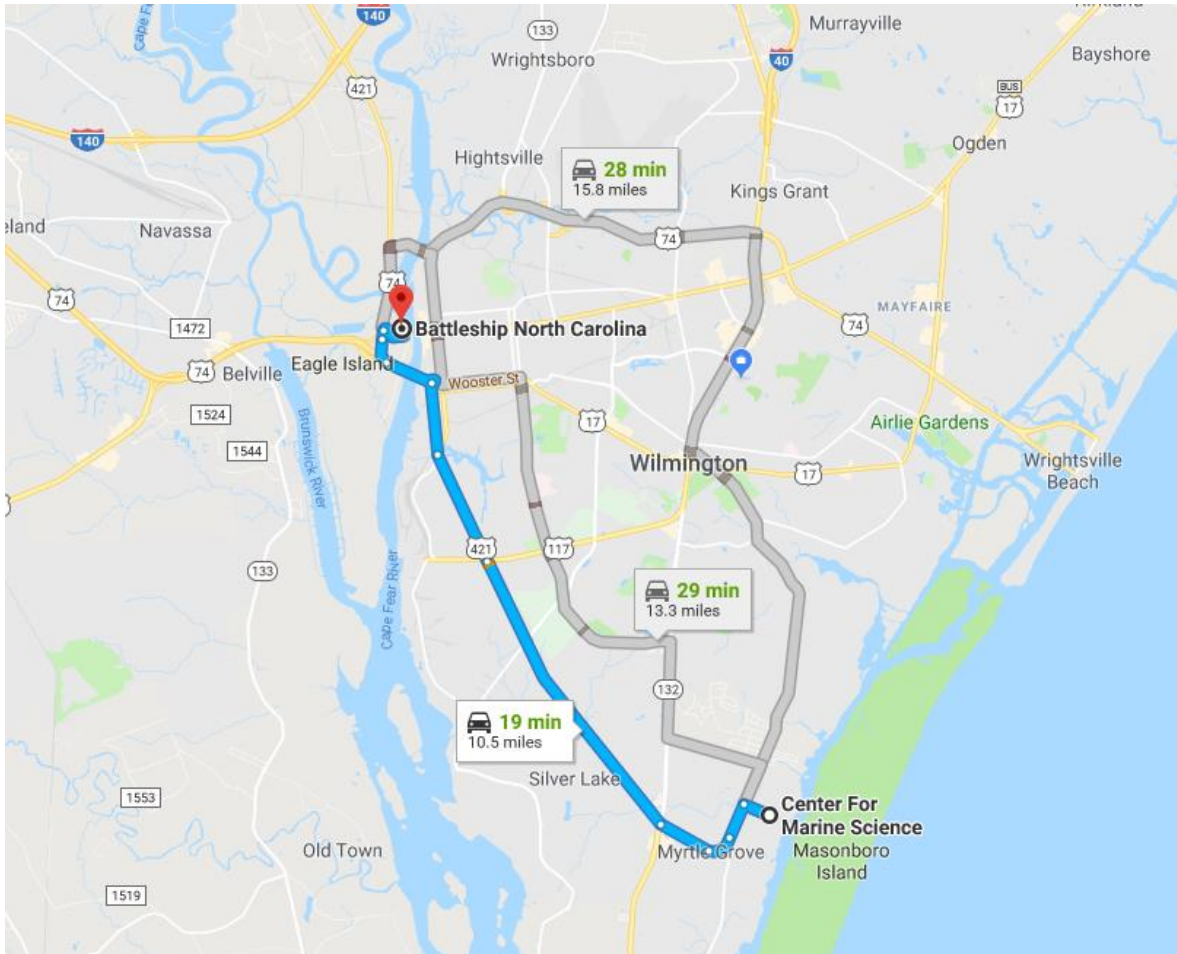 Murrayville
133
Wrightsboro
40
Bayshore
421
BUS
17
140
140
Cape Fear
Ogden
Hightsville
28 min
15.8 miles
Kings Grant
Navassa
eland
74
74
74
MAYFAIRE
1472
Battleship North Carolina
74
74
Belville
Eagle Island
Wooster St
1524
17
Airlie Gardens
1544
Brunswick River
Wilmington
17
Wrightsville
Beach
421
117
133
Cape Fear River
29 min
13.3 miles
132
19 min
10.5 miles
Silver Lake
1553
Center For
Marine Science
Old Town
Myrtle Grove
Masonboro
Island
1519